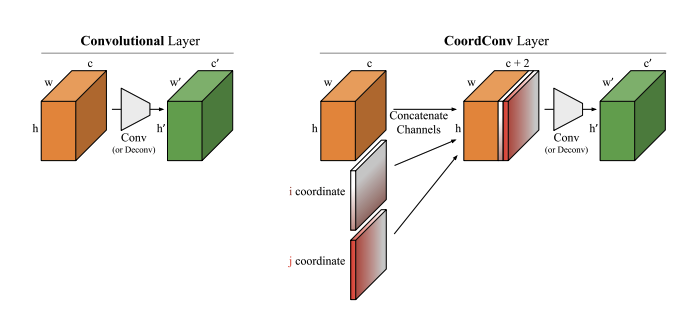 Convolutional Layer
c
w
h
Conv
(or Deconv)
c′
w′
h′
CoordConv Layer
c
w
h
Concatenate
Channels
i coordinate
j coordinate
c + 2
w
h
Conv
(or Deconv)
c′
w′
h′